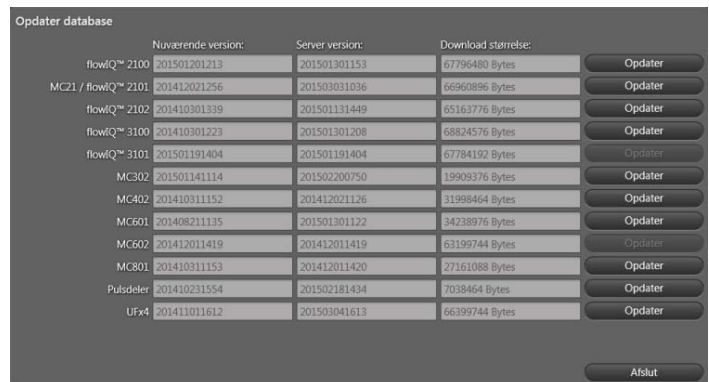 Opdater database
Nuværende version: Server version: Download størrelse:
flowIQ™ 2100 201501201213 201501301153 67796480 Bytes Opdater
MC21 / flowIQ™ 2101 201412021256 201503031036 66960896 Bytes Opdater
flowIQ™ 2102 201410301339 201501131449 65163776 Bytes Opdater
flowIQ™ 3100 201410301223 201501301208 68824576 Bytes Opdater
flowIQ™ 3101 201501191404 201501191404 67784192 Bytes Opdater
MC302 201501141114 201502200750 19909376 Bytes Opdater
MC402 201410311152 201412021126 31998464 Bytes Opdater
MC601 201408211135 201501301122 34238976 Bytes Opdater
MC602 201412011419 201412011419 63199744 Bytes Opdater
MC801 201410311153 201412011420 27161088 Bytes Opdater
Pulsdeler 201410231554 201502181434 7038464 Bytes Opdater
UFx4 201411011612 201503041613 66399744 Bytes Opdater
Afslut